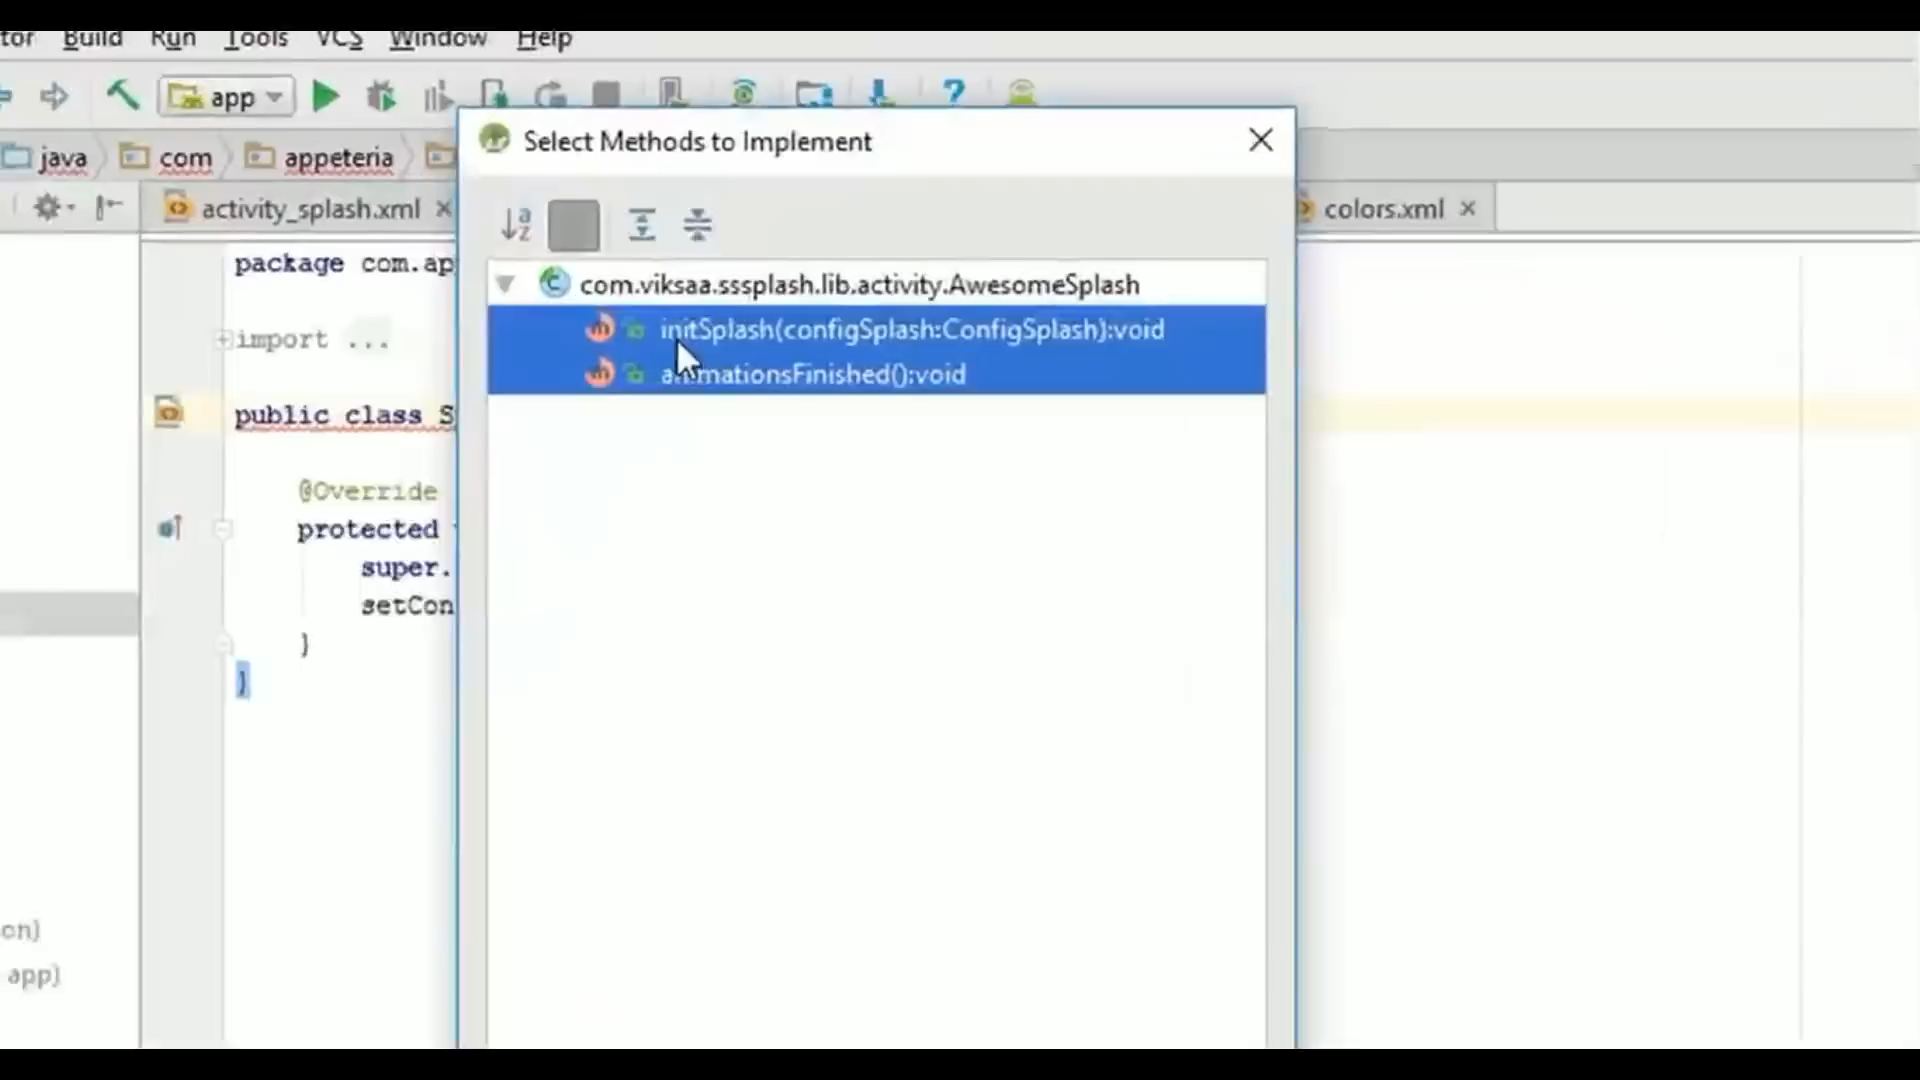 tor Build Run Tools VCS Window Help
app
java com appeteria
Select Methods to Implement
activity_splash.xml
colors.xml
package com.ap
com.viksaa.sssplash.lib.activity.AwesomeSplash
import ...
initSplash(configSplash:ConfigSplash):void
animationsFinished():void
public class S
@Override
protected
super.
setCon
}
}
on)
app)